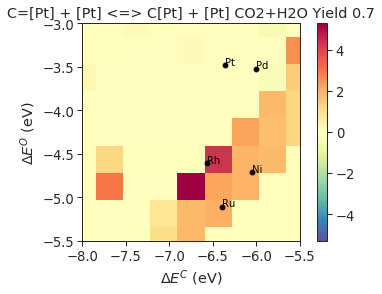 C=[Pt] + [Pt] <=> C[Pt] + [Pt] CO2+H2O Yield 0.7
−3.0
−3.5
−4.0
−4.5
−5.0
−5.5
ΔE^O (eV)
Pt
Pd
Rh
Ni
Ru
−8.0 −7.5 −7.0 −6.5 −6.0 −5.5
ΔE^C (eV)
4
2
0
−2
−4